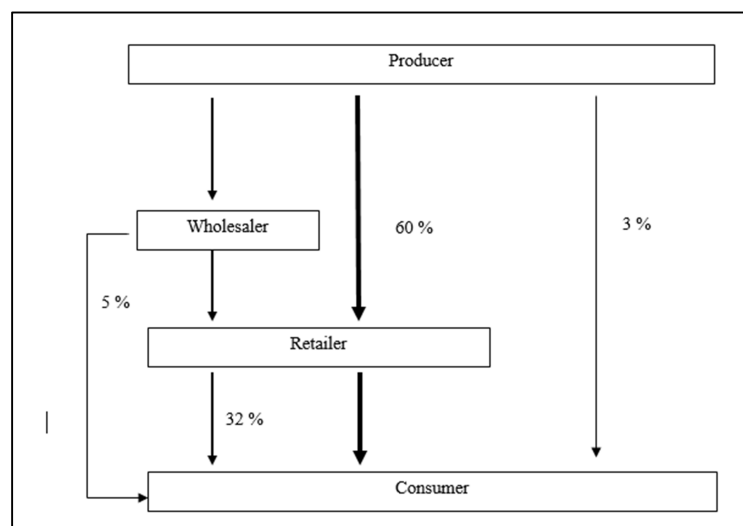 Producer
Wholesaler
60 %
3 %
5 %
Retailer
32 %
Consumer